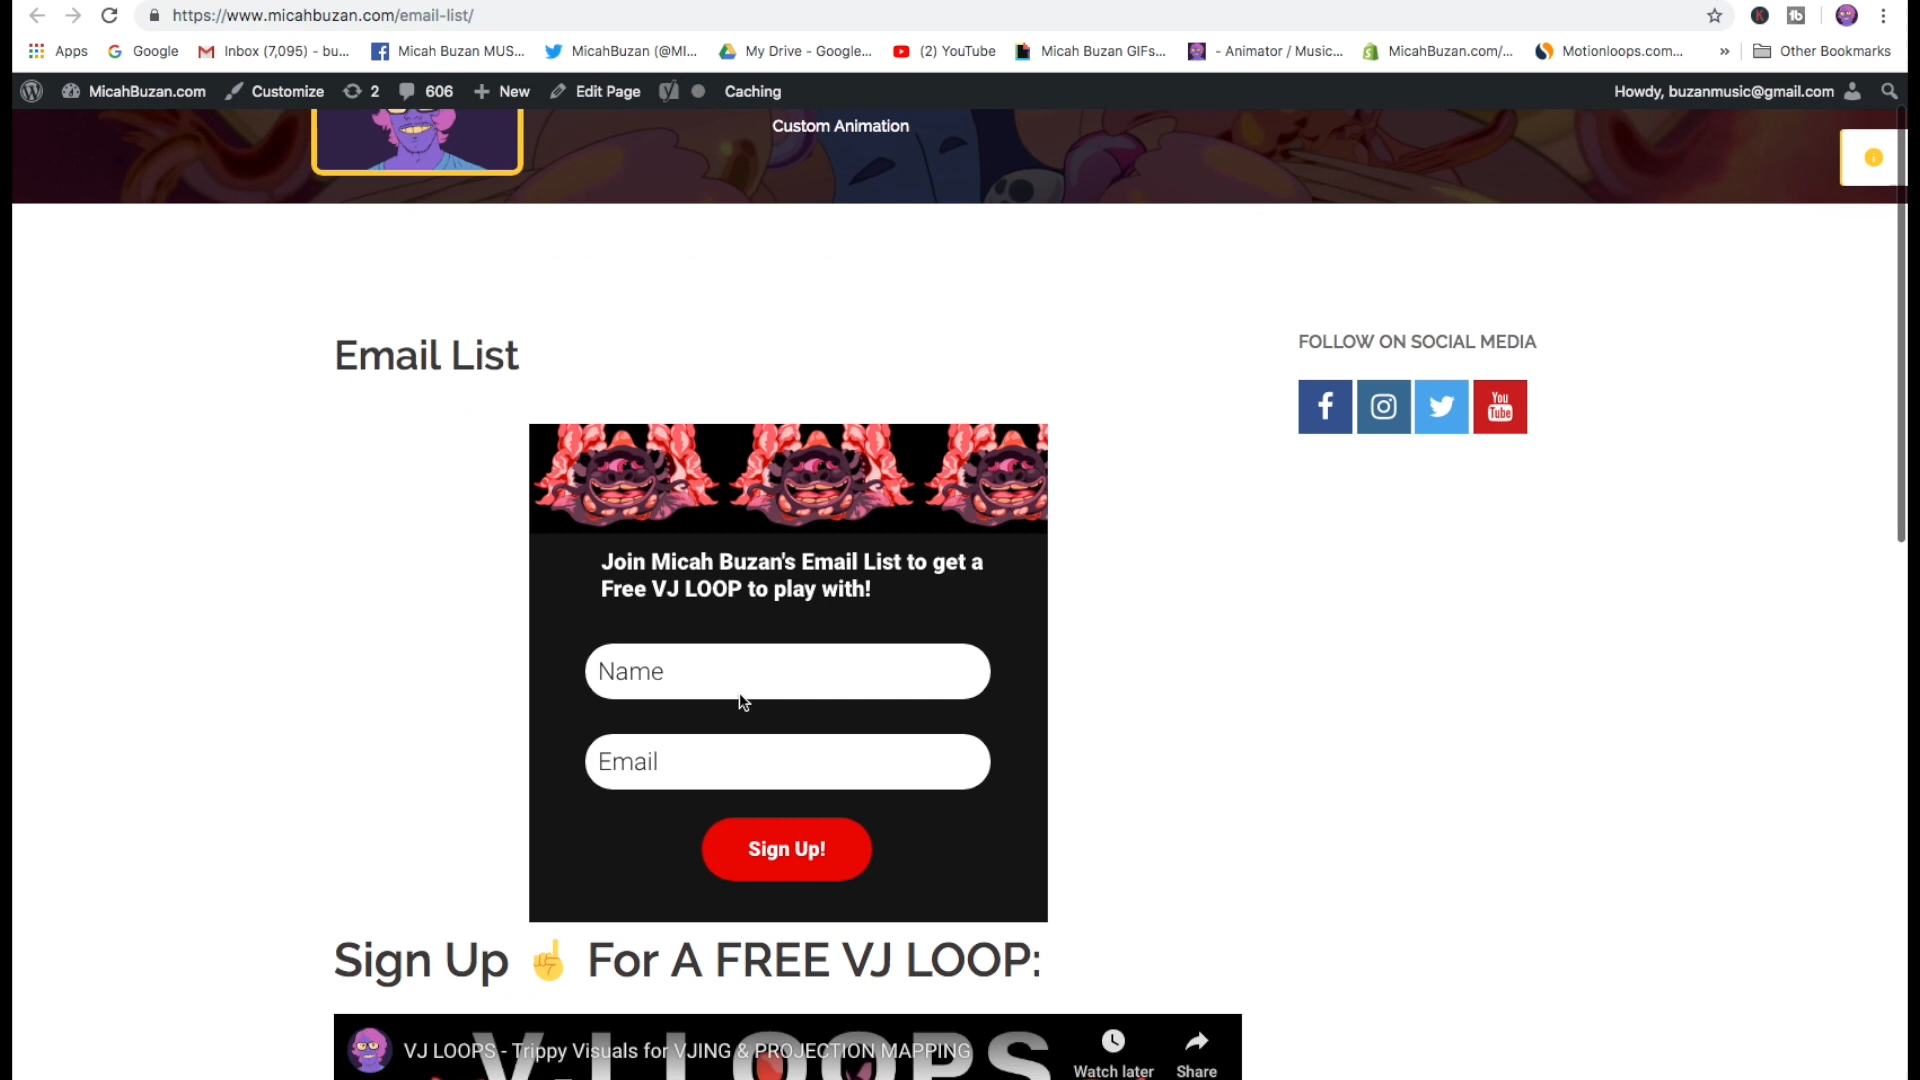 https://www.micahbuzan.com/email-list/
Apps Google Inbox (7,095) - bu... Micah Buzan MUS... MicahBuzan (@MI... My Drive - Google... (2) YouTube Micah Buzan GIFs... - Animator / Music... MicahBuzan.com/... Motionloops.com... » Other Bookmarks
MicahBuzan.com Customize 2 606 + New Edit Page Caching Howdy, buzanmusic@gmail.com
Custom Animation
Email List
FOLLOW ON SOCIAL MEDIA
You
Tube
Join Micah Buzan's Email List to get a
Free VJ LOOP to play with!
Name
Email
Sign Up!
Sign Up ☝ For A FREE VJ LOOP:
VJ LOOPS - Trippy Visuals for VJING & PROJECTION MAPPING
VJ LOOPS
Watch later Share